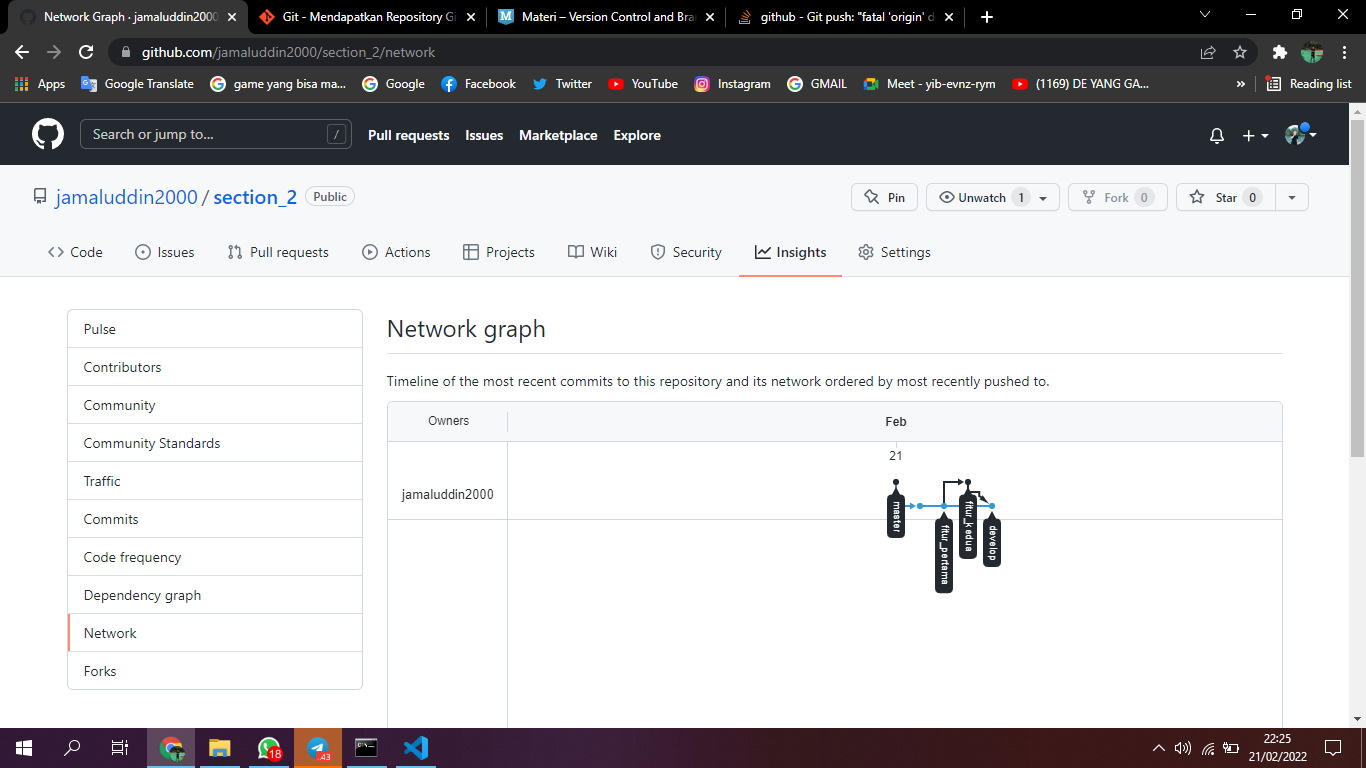 Network Graph · jamaluddin2000
Git - Mendapatkan Repository Gi
Materi – Version Control and Bra
github - Git push: "fatal 'origin' d
github.com/jamaluddin2000/section_2/network
Apps
Google Translate
game yang bisa ma...
Google
Facebook
Twitter
YouTube
Instagram
GMAIL
Meet - yib-evnz-rym
(1169) DE YANG GA...
»
Reading list
Search or jump to...
/
Pull requests
Issues
Marketplace
Explore
jamaluddin2000 / section_2
Public
Pin
Unwatch 1
Fork 0
Star 0
Code
Issues
Pull requests
Actions
Projects
Wiki
Security
Insights
Settings
Pulse
Contributors
Community
Community Standards
Traffic
Commits
Code frequency
Dependency graph
Network
Forks
Network graph
Timeline of the most recent commits to this repository and its network ordered by most recently pushed to.
Owners
Feb
21
jamaluddin2000
master
fitur_pertama
fitur_kedua
develop
18
.43
22:25
21/02/2022